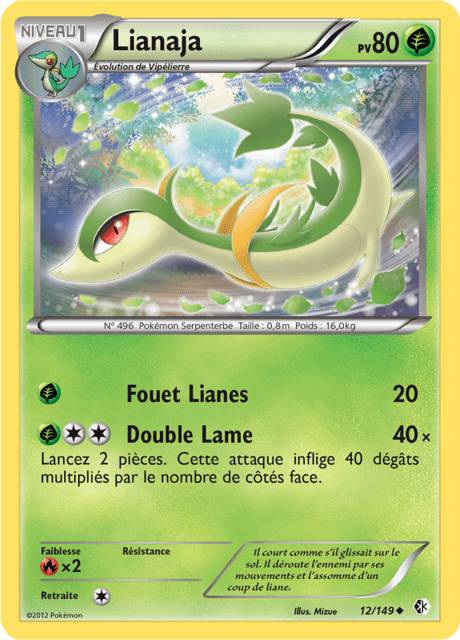 NIVEAU 1
Lianaja
PV 80
Évolution de Vipélierre
N° 496 Pokémon Serpenterbe Taille : 0,8m Poids : 16,0kg
Fouet Lianes 20
Double Lame 40×
Lancez 2 pièces. Cette attaque inflige 40 dégâts
multipliés par le nombre de côtés face.
Faiblesse Résistance
×2
Retraite
Il court comme s'il glissait sur le
sol. Il déroute l'ennemi par ses
mouvements et l'assomme d'un
coup de liane.
©2012 Pokémon
Illus. Mizue 12/149